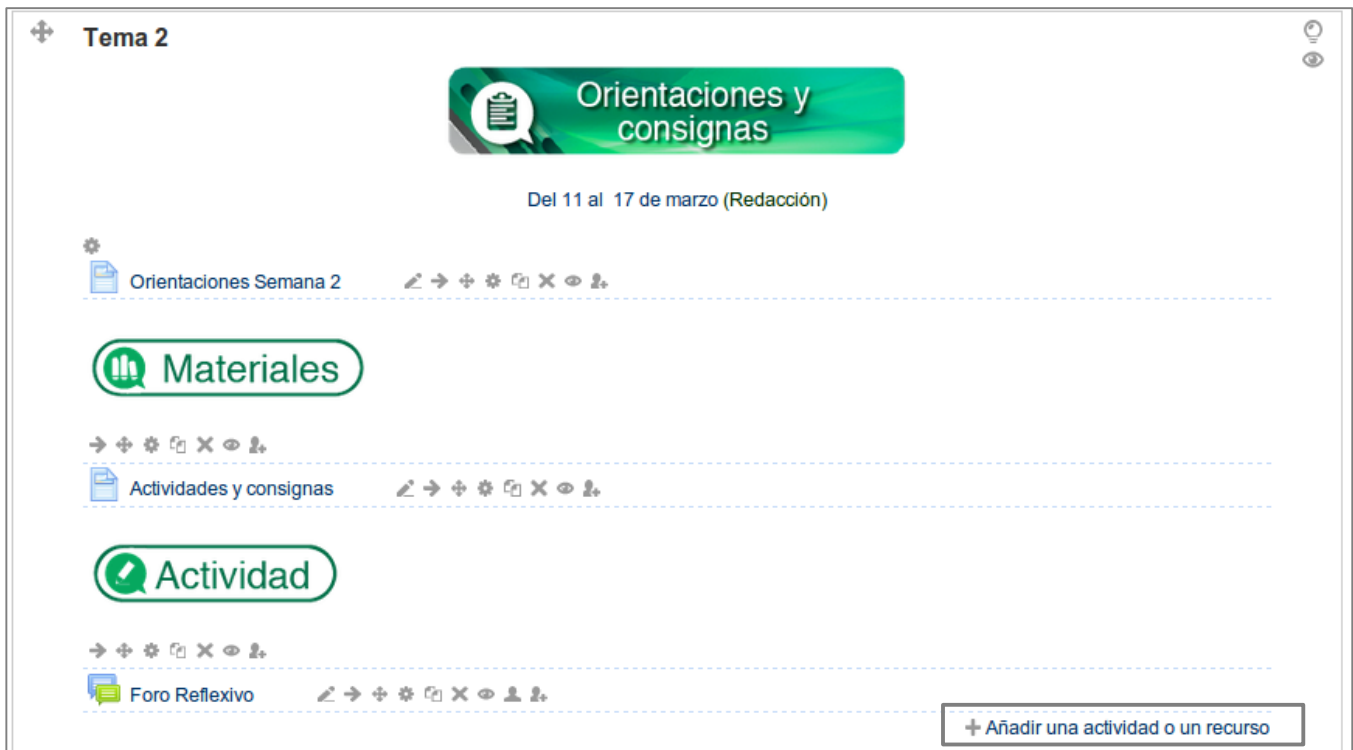 Tema 2
Orientaciones y
consignas
Del 11 al 17 de marzo (Redacción)
Orientaciones Semana 2
Materiales
Actividades y consignas
Actividad
Foro Reflexivo
Añadir una actividad o un recurso